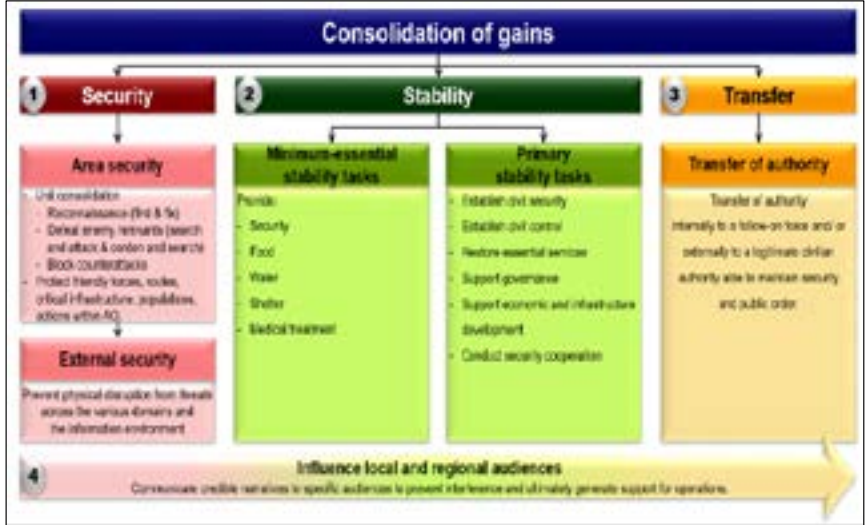 Consolidation of gains
1 Security
2 Stability
3 Transfer
Area security
- Unit consolidation
- Reconnaissance (find & fix)
- Defeat enemy remnants (search
and attack & cordon and search)
- Block counterattacks
- Protect friendly forces, routes,
critical infrastructure, populations,
actions within AO
External security
Prevent physical disruption from threats
across the various domains and
the information environment
Minimum-essential
stability tasks
Provide:
- Security
- Food
- Water
- Shelter
- Medical treatment
Primary
stability tasks
- Establish civil security
- Establish civil control
- Restore essential services
- Support governance
- Support economic and infrastructure
development
- Conduct security cooperation
Transfer of authority
Transfer of authority
internally to a follow-on force and/ or
externally to a legitimate civilian
authority able to maintain security
and public order
4 Influence local and regional audiences
Communicate credible narratives to specific audiences to prevent interference and ultimately generate support for operations.